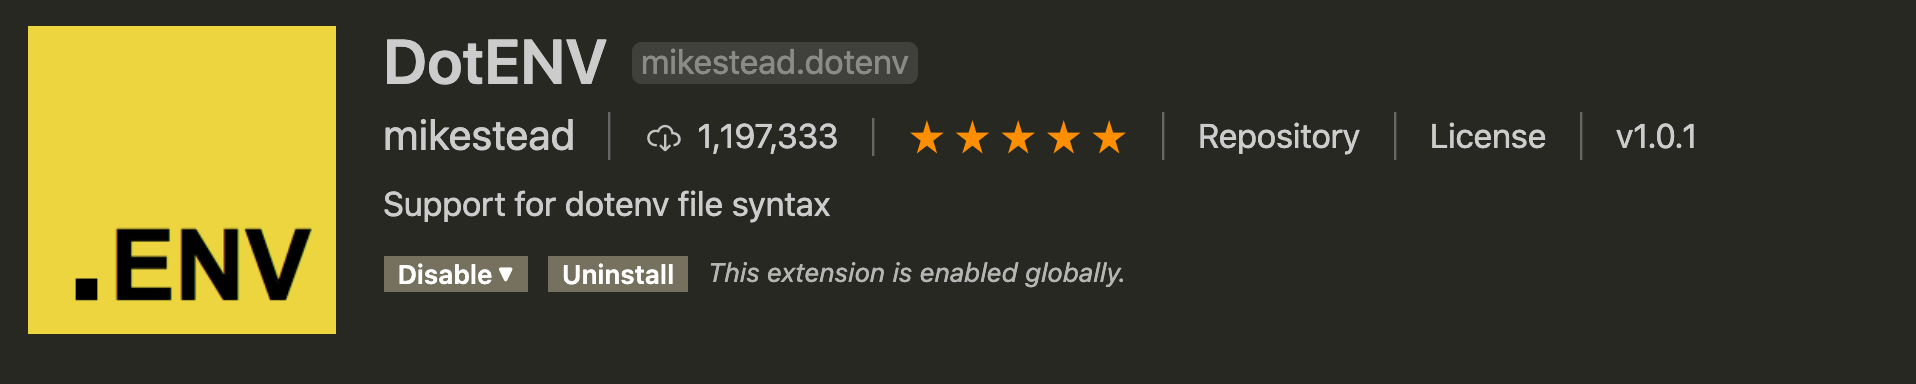 .ENV
DotENV mikestead.dotenv
mikestead 1,197,333 Repository License v1.0.1
Support for dotenv file syntax
Disable Uninstall This extension is enabled globally.